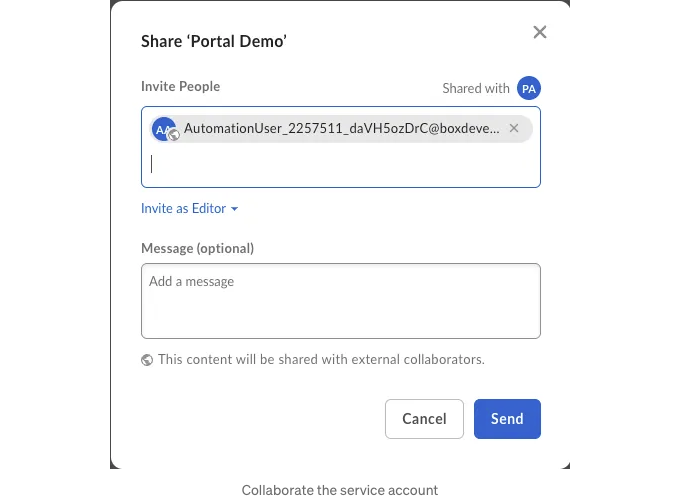 Share ‘Portal Demo’
Invite People
Shared with PA
AA AutomationUser_2257511_daVH5ozDrC@boxdeve...
Invite as Editor
Message (optional)
Add a message
This content will be shared with external collaborators.
Cancel Send
Collaborate the service account